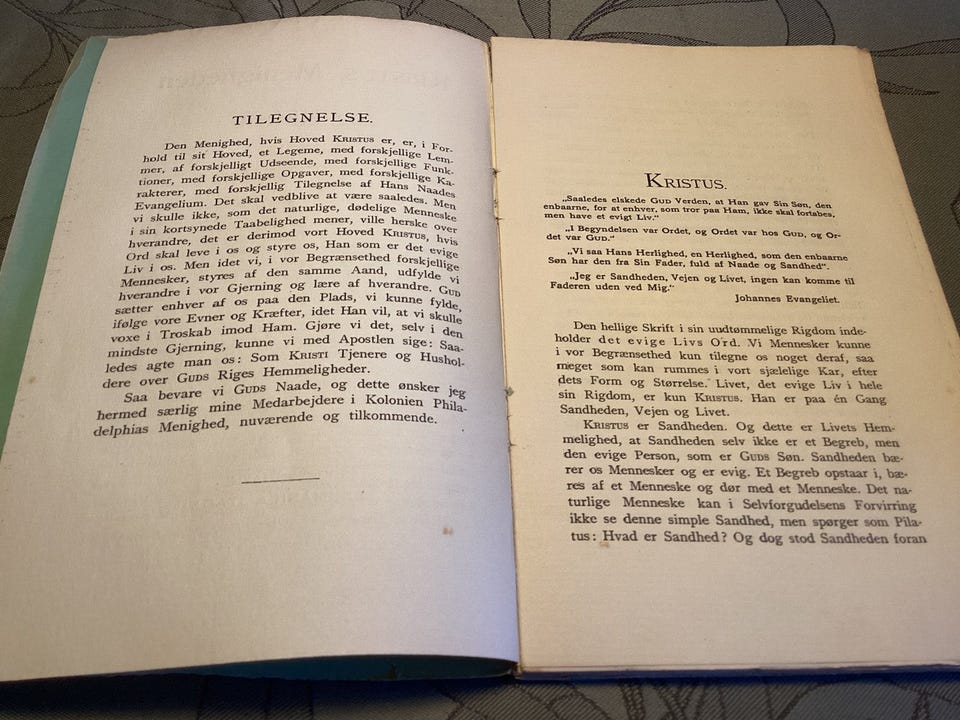 TILEGNELSE.
Den Menighed, hvis Hoved KRISTUS er, er, i For-
hold til sit Hoved, et Legeme, med forskjellige Lem-
mer, af forskjelligt Udseende, med forskjellige Funk-
tioner, med forskjellige Opgaver, med forskjellige Ka-
rakterer, med forskjellig Tilegnelse af Hans Naades
Evangelium. Det skal vedblive at være saaledes. Men
vi skulle ikke, som det naturlige, dødelige Menneske
i sin kortsynede Taabelighed mener, ville herske over
hverandre, det er derimod vort Hoved KRISTUS, hvis
Ord skal leve i os og styre os, Han som er det evige
Liv i os. Men idet vi, i vor Begrænsethed forskjellige
Mennesker, styres af den samme Aand, udfylde vi
hverandre i vor Gjerning og lære af hverandre. GUD
sætter enhver af os paa den Plads, vi kunne fylde,
ifølge vore Evner og Kræfter, idet Han vil, at vi skulle
voxe i Troskab imod Ham. Gjøre vi det, selv i den
mindste Gjerning, kunne vi med Apostlen sige: Saa-
ledes agte man os: Som KRISTI Tjenere og Hushol-
dere over GUDS Riges Hemmeligheder.
Saa bevare vi GUDS Naade, og dette ønsker jeg
hermed særlig mine Medarbejdere i Kolonien Phila-
delphias Menighed, nuværende og tilkommende.
KRISTUS.
„Saaledes elskede GUD Verden, at Han gav Sin Søn, den
enbaarne, for at enhver, som tror paa Ham, ikke skal fortabes,
men have et evigt Liv.“
„I Begyndelsen var Ordet, og Ordet var hos GUD, og Or-
det var GUD.“
„Vi saa Hans Herlighed, en Herlighed, som den enbaarne
Søn har den fra Sin Fader, fuld af Naade og Sandhed“.
„Jeg er Sandheden, Vejen og Livet, ingen kan komme til
Faderen uden ved Mig.“
Johannes Evangeliet.
Den hellige Skrift i sin uudtømmelige Rigdom inde-
holder det evige Livs Ord. Vi Mennesker kunne
i vor Begrænsethed kun tilegne os noget deraf, saa
meget som kan rummes i vort sjælelige Kar, efter
dets Form og Størrelse. Livet, det evige Liv i hele
sin Rigdom, er kun KRISTUS. Han er paa én Gang
Sandheden, Vejen og Livet.
KRISTUS er Sandheden. Og dette er Livets Hem-
melighed, at Sandheden selv ikke er et Begreb, men
den evige Person, som er GUDS Søn. Sandheden bæ-
rer os Mennesker og er evig. Et Begreb opstaar i, bæ-
res af et Menneske og dør med et Menneske. Det na-
turlige Menneske kan i Selvforgudelsens Forvirring
ikke se denne simple Sandhed, men spørger som Pila-
tus: Hvad er Sandhed? Og dog stod Sandheden foran